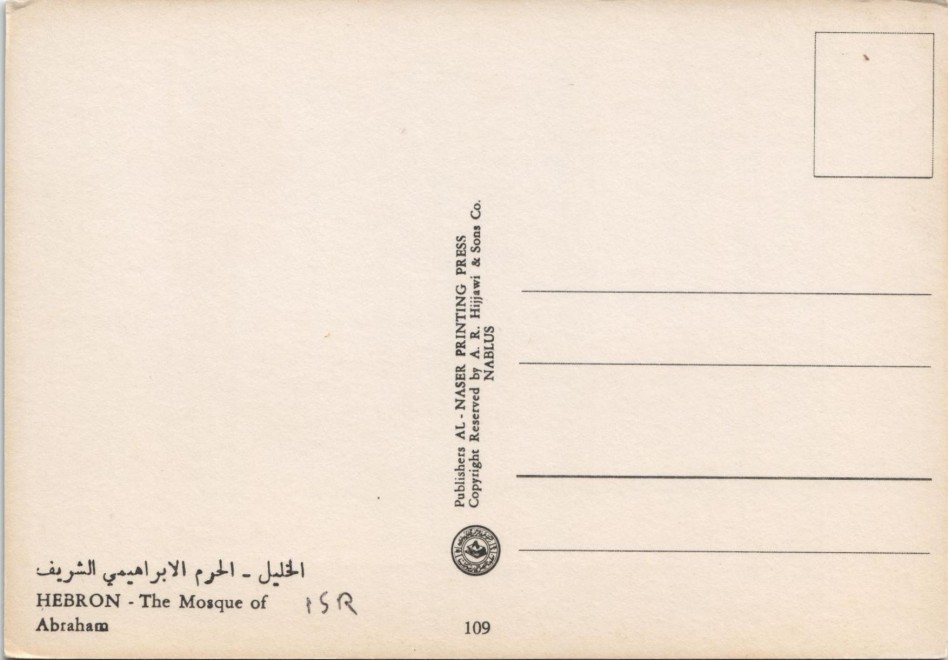 الخليل - الحرم الابراهيمي الشريف
HEBRON - The Mosque of
Abraham
ISR
Publishers AL - NASER PRINTING PRESS
Copyright Reserved by A. R. Hijjawi & Sons Co.
NABLUS
109